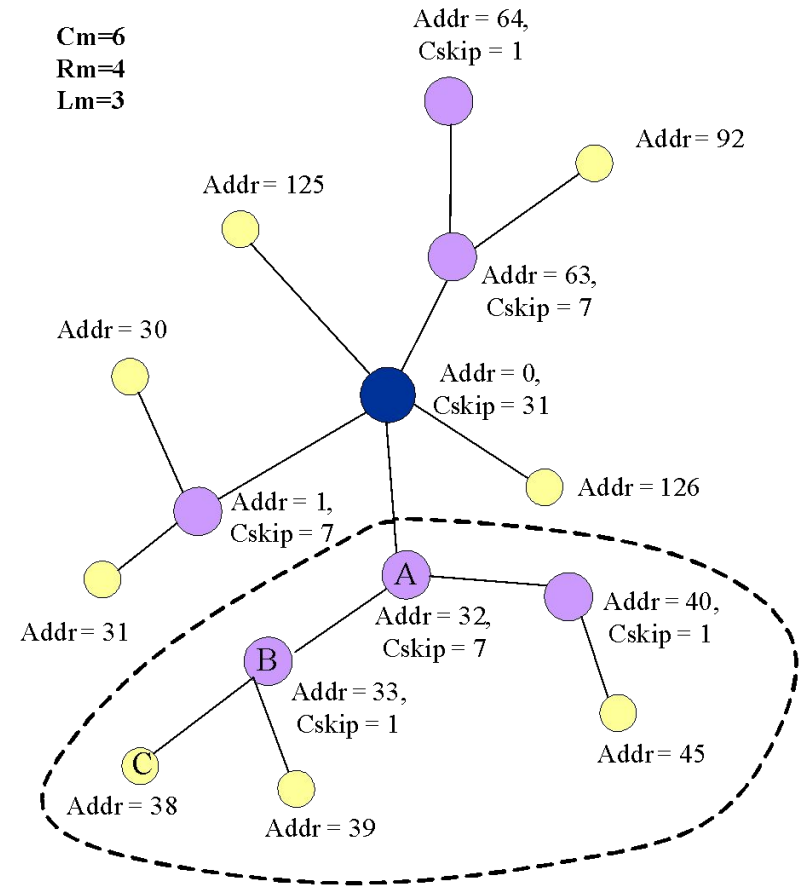 Cm=6
Rm=4
Lm=3
Addr = 64,
Cskip = 1
Addr = 92
Addr = 125
Addr = 63,
Cskip = 7
Addr = 30
Addr = 0,
Cskip = 31
Addr = 126
Addr = 1,
Cskip = 7
A
Addr = 31
Addr = 32,
Cskip = 7
Addr = 40,
Cskip = 1
B
Addr = 33,
Cskip = 1
C
Addr = 38
Addr = 45
Addr = 39